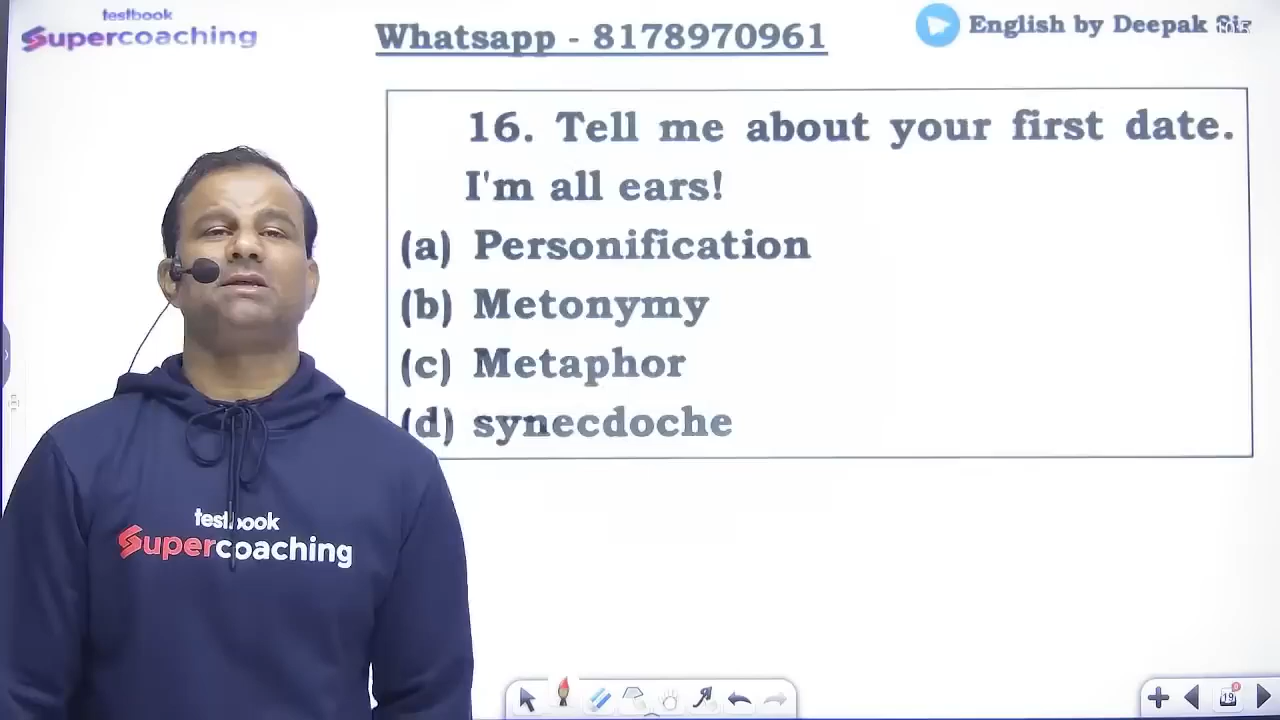 testbook
Supercoaching
Whatsapp - 8178970961
English by Deepak Sir
16. Tell me about your first date.
I'm all ears!
(a) Personification
(b) Metonymy
(c) Metaphor
(d) synecdoche
testbook
Supercoaching
19